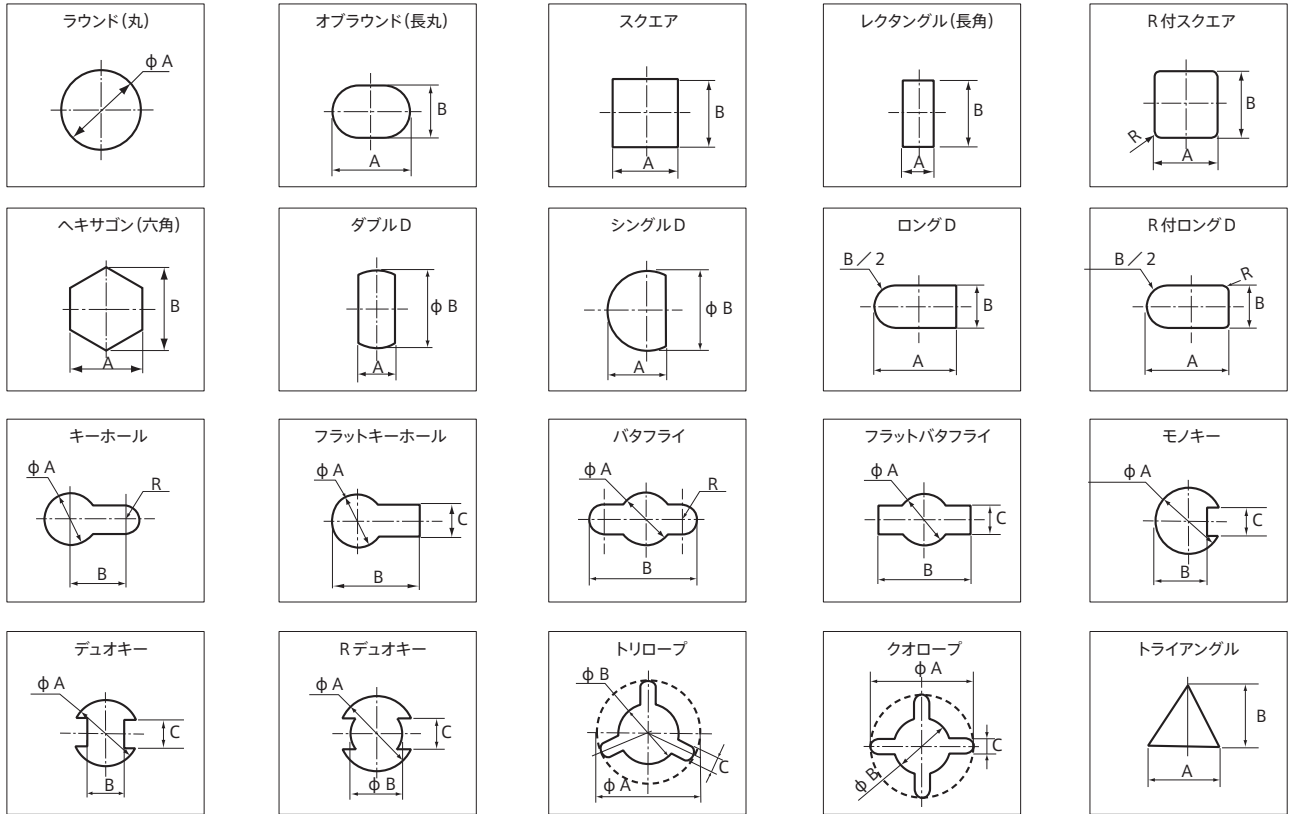 ラウンド(丸)
φA
オブラウンド(長丸)
B
A
スクエア
B
A
レクタングル(長角)
B
A
R付スクエア
B
R
A
ヘキサゴン(六角)
B
A
ダブルD
φB
A
シングルD
φB
A
ロングD
B/2
B
A
R付ロングD
B/2
R
B
A
キーホール
φA
R
B
フラットキーホール
φA
C
B
バタフライ
φA
R
B
フラットバタフライ
φA
C
B
モノキー
φA
C
B
デュオキー
φA
C
B
Rデュオキー
φA
C
φB
トリローブ
φB
C
φA
クオローブ
φA
C
φB
トライアングル
B
A